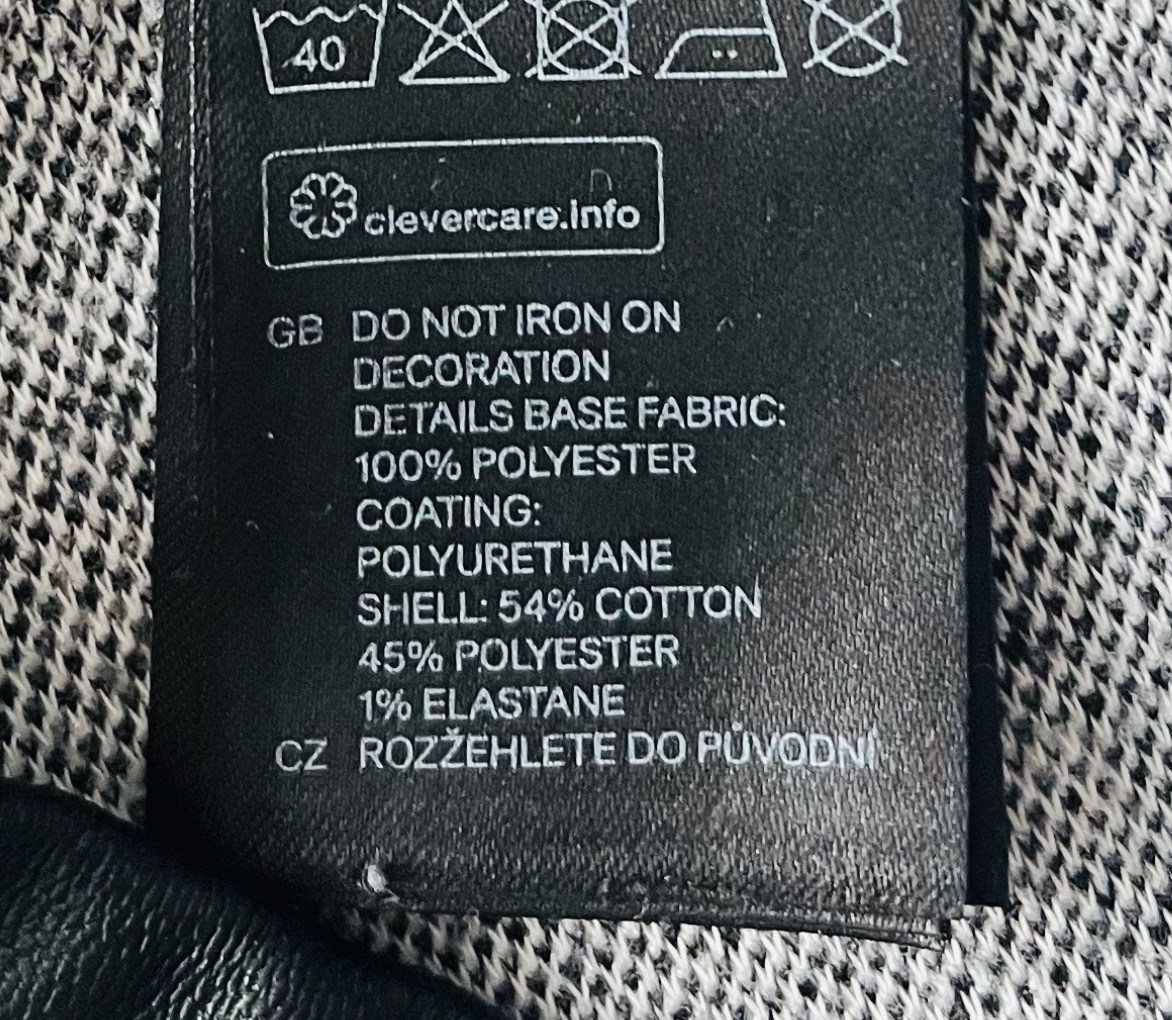 40
clevercare.info
GB DO NOT IRON ON
DECORATION
DETAILS BASE FABRIC:
100% POLYESTER
COATING:
POLYURETHANE
SHELL: 54% COTTON
45% POLYESTER
1% ELASTANE
CZ ROZŽEHLETE DO PŮVODNÍ